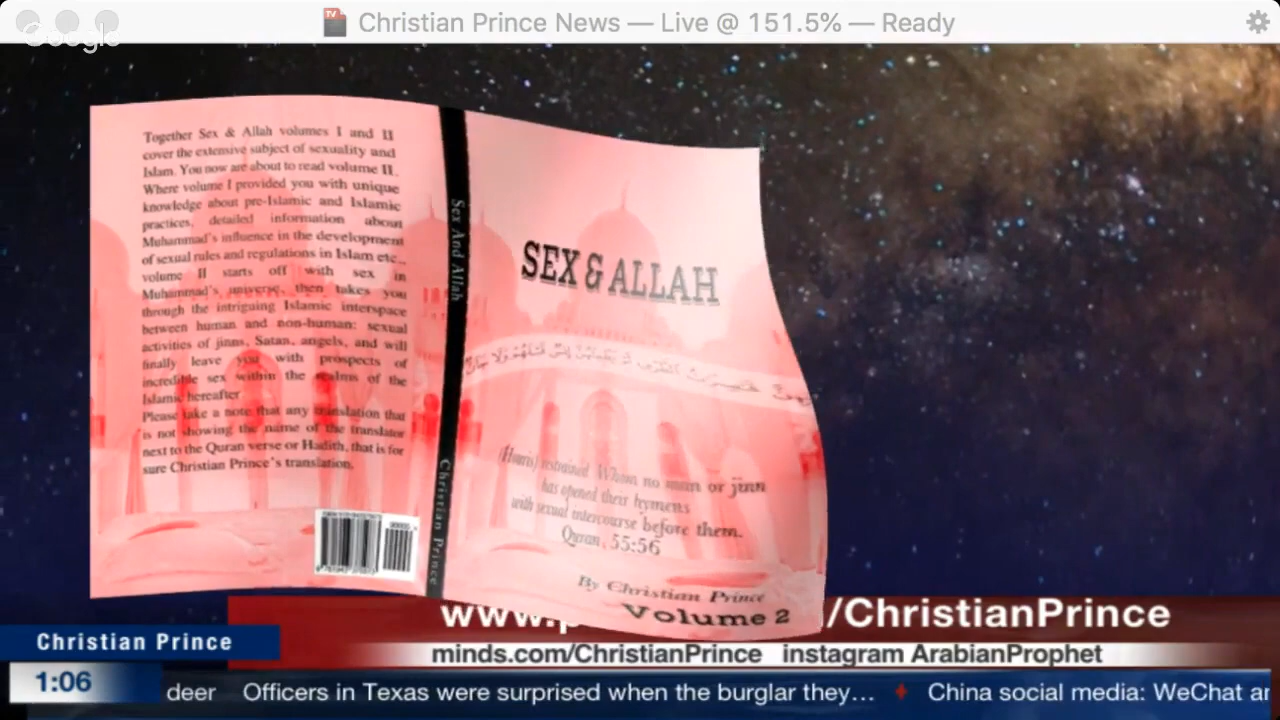 Christian Prince News — Live @ 151.5% — Ready
Google
Together Sex & Allah volumes I and II
cover the extensive subject of sexuality and
Islam. You now are about to read volume II.
Where volume I provided you with unique
knowledge about pre-Islamic and Islamic
practices, detailed information about
Muhammad's influence in the development
of sexual rules and regulations in Islam etc.,
volume II starts off with sex in
Muhammad's universe, then takes you
through the intriguing Islamic interspace
between human and non-human: sexual
activities of jinns, Satan, angels, and will
finally leave you with prospects of
incredible sex within the realms of the
Islamic hereafter
Please take a note that any translation that
is not showing the name of the translator
next to the Quran verse or Hadith, that is for
sure Christian Prince's translation.
Sex And Allah
Christian Prince
SEX & ALLAH
(Houris) restrained. Whom no man or jinn
has opened their hymens
with sexual intercourse before them.
Quran, 55:56
By Christian Prince
Volume 2
www. /ChristianPrince
Christian Prince
minds.com/ChristianPrince instagram ArabianProphet
1:06
deer Officers in Texas were surprised when the burglar they... China social media: WeChat